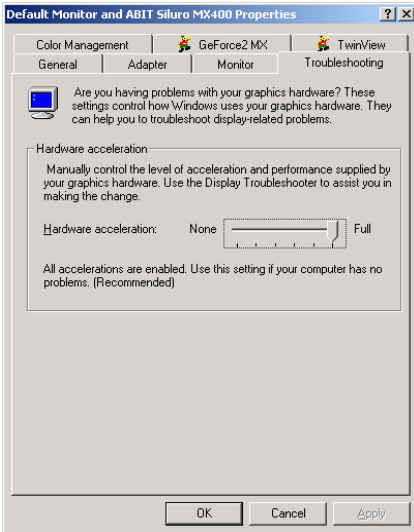 Default Monitor and ABIT Siluro MX400 Properties
Color Management
GeForce2 MX
TwinView
General
Adapter
Monitor
Troubleshooting
Are you having problems with your graphics hardware? These
settings control how Windows uses your graphics hardware. They
can help you to troubleshoot display-related problems.
Hardware acceleration
Manually control the level of acceleration and performance supplied by
your graphics hardware. Use the Display Troubleshooter to assist you in
making the change.
Hardware acceleration:
None
Full
All accelerations are enabled. Use this setting if your computer has no
problems. (Recommended)
OK
Cancel
Apply